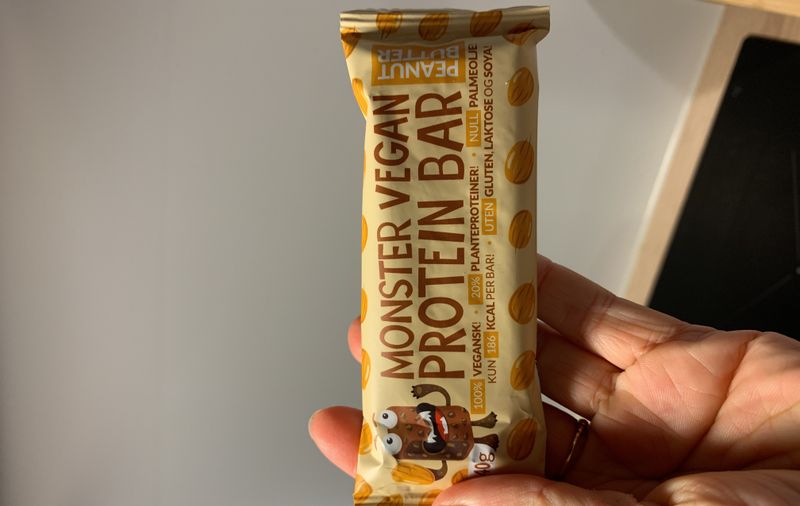 PEANUT
BUTTER
MONSTER VEGAN
PROTEIN BAR
100% VEGANSK! • 20% PLANTEPROTEINER! • NULL PALMEOLJE
KUN 186 KCAL PER BAR! • UTEN GLUTEN, LAKTOSE OG SOYA!
40g